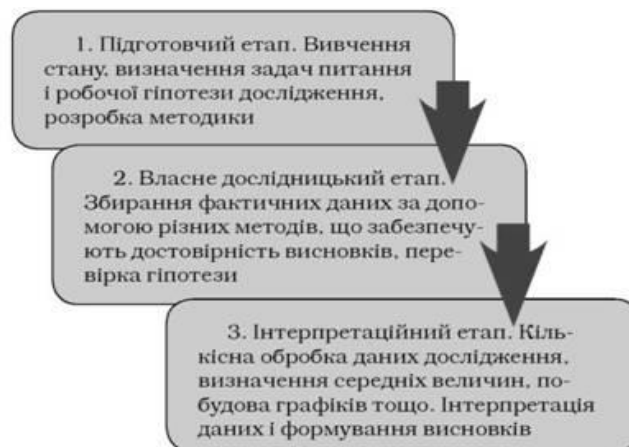 1. Підготовчий етап. Вивчення
стану, визначення задач питання
і робочої гіпотези дослідження,
розробка методики
2. Власне дослідницький етап.
Збирання фактичних даних за допо-
могою різних методів, що забезпечу-
ють достовірність висновків, пере-
вірка гіпотези
3. Інтерпретаційний етап. Кіль-
кісна обробка даних дослідження,
визначення середніх величин, по-
будова графіків тощо. Інтерпретація
даних і формування висновків